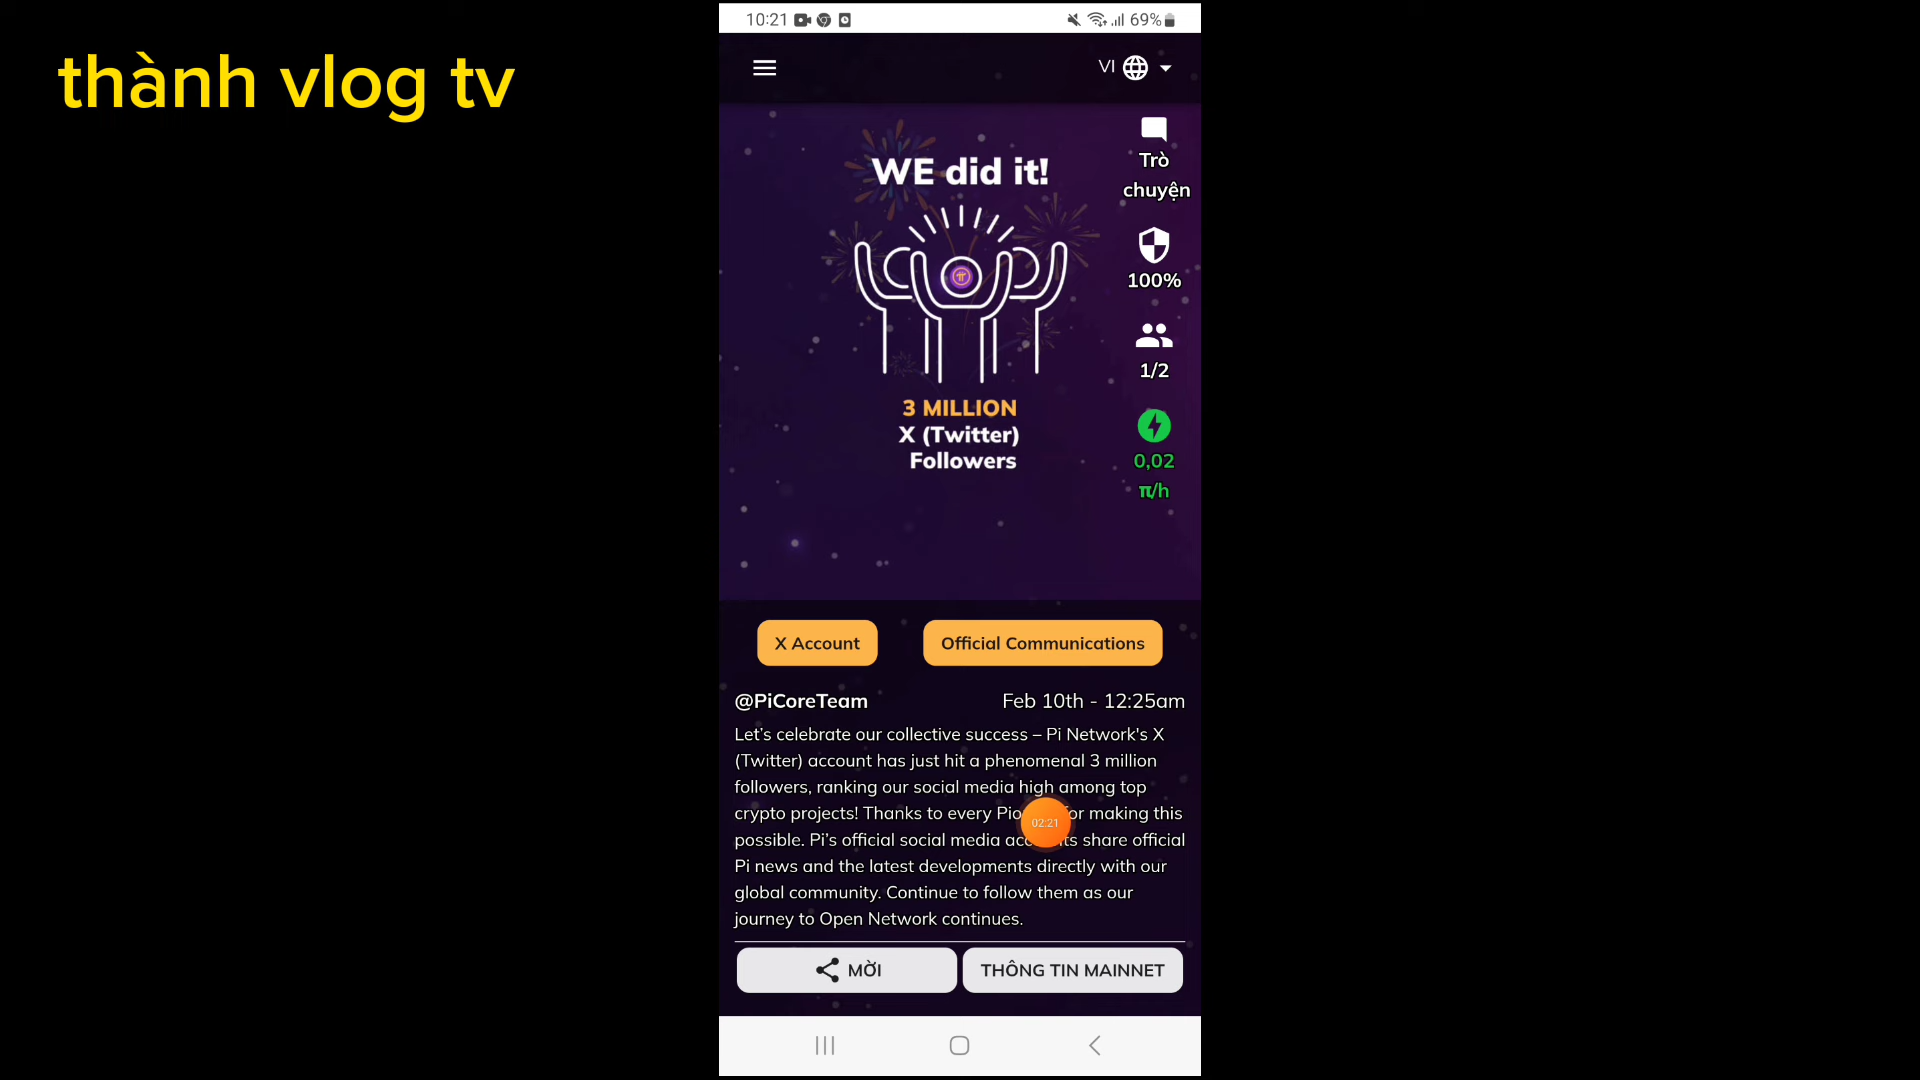 thành vlog tv
10:21
69%
VI
WE did it!
3 MILLION
X (Twitter)
Followers
Trò
chuyện
100%
1/2
0,02
π/h
X Account
Official Communications
@PiCoreTeam
Feb 10th - 12:25am
Let’s celebrate our collective success – Pi Network's X
(Twitter) account has just hit a phenomenal 3 million
followers, ranking our social media high among top
crypto projects! Thanks to every for making this
possible. Pi’s official social media share official
Pi news and the latest developments directly with our
global community. Continue to follow them as our
journey to Open Network continues.
02:21
MỜI
THÔNG TIN MAINNET